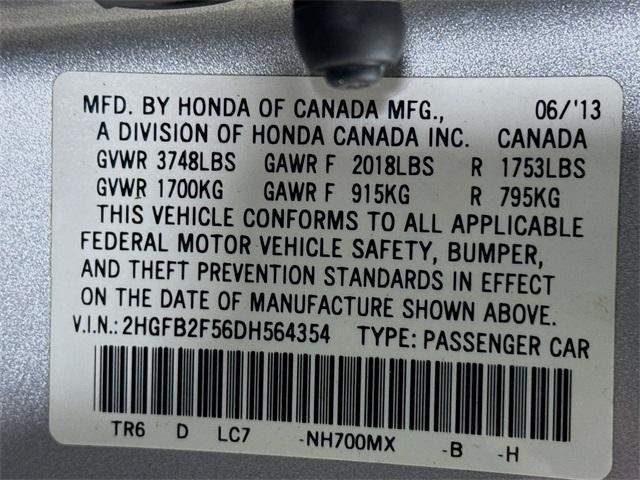 MFD. BY HONDA OF CANADA MFG., 06/'13
A DIVISION OF HONDA CANADA INC. CANADA
GVWR 3748LBS GAWR F 2018LBS R 1753LBS
GVWR 1700KG GAWR F 915KG R 795KG
THIS VEHICLE CONFORMS TO ALL APPLICABLE
FEDERAL MOTOR VEHICLE SAFETY, BUMPER,
AND THEFT PREVENTION STANDARDS IN EFFECT
ON THE DATE OF MANUFACTURE SHOWN ABOVE.
V.I.N.: 2HGFB2F56DH564354 TYPE: PASSENGER CAR
TR6 D LC7 -NH700MX -B -H